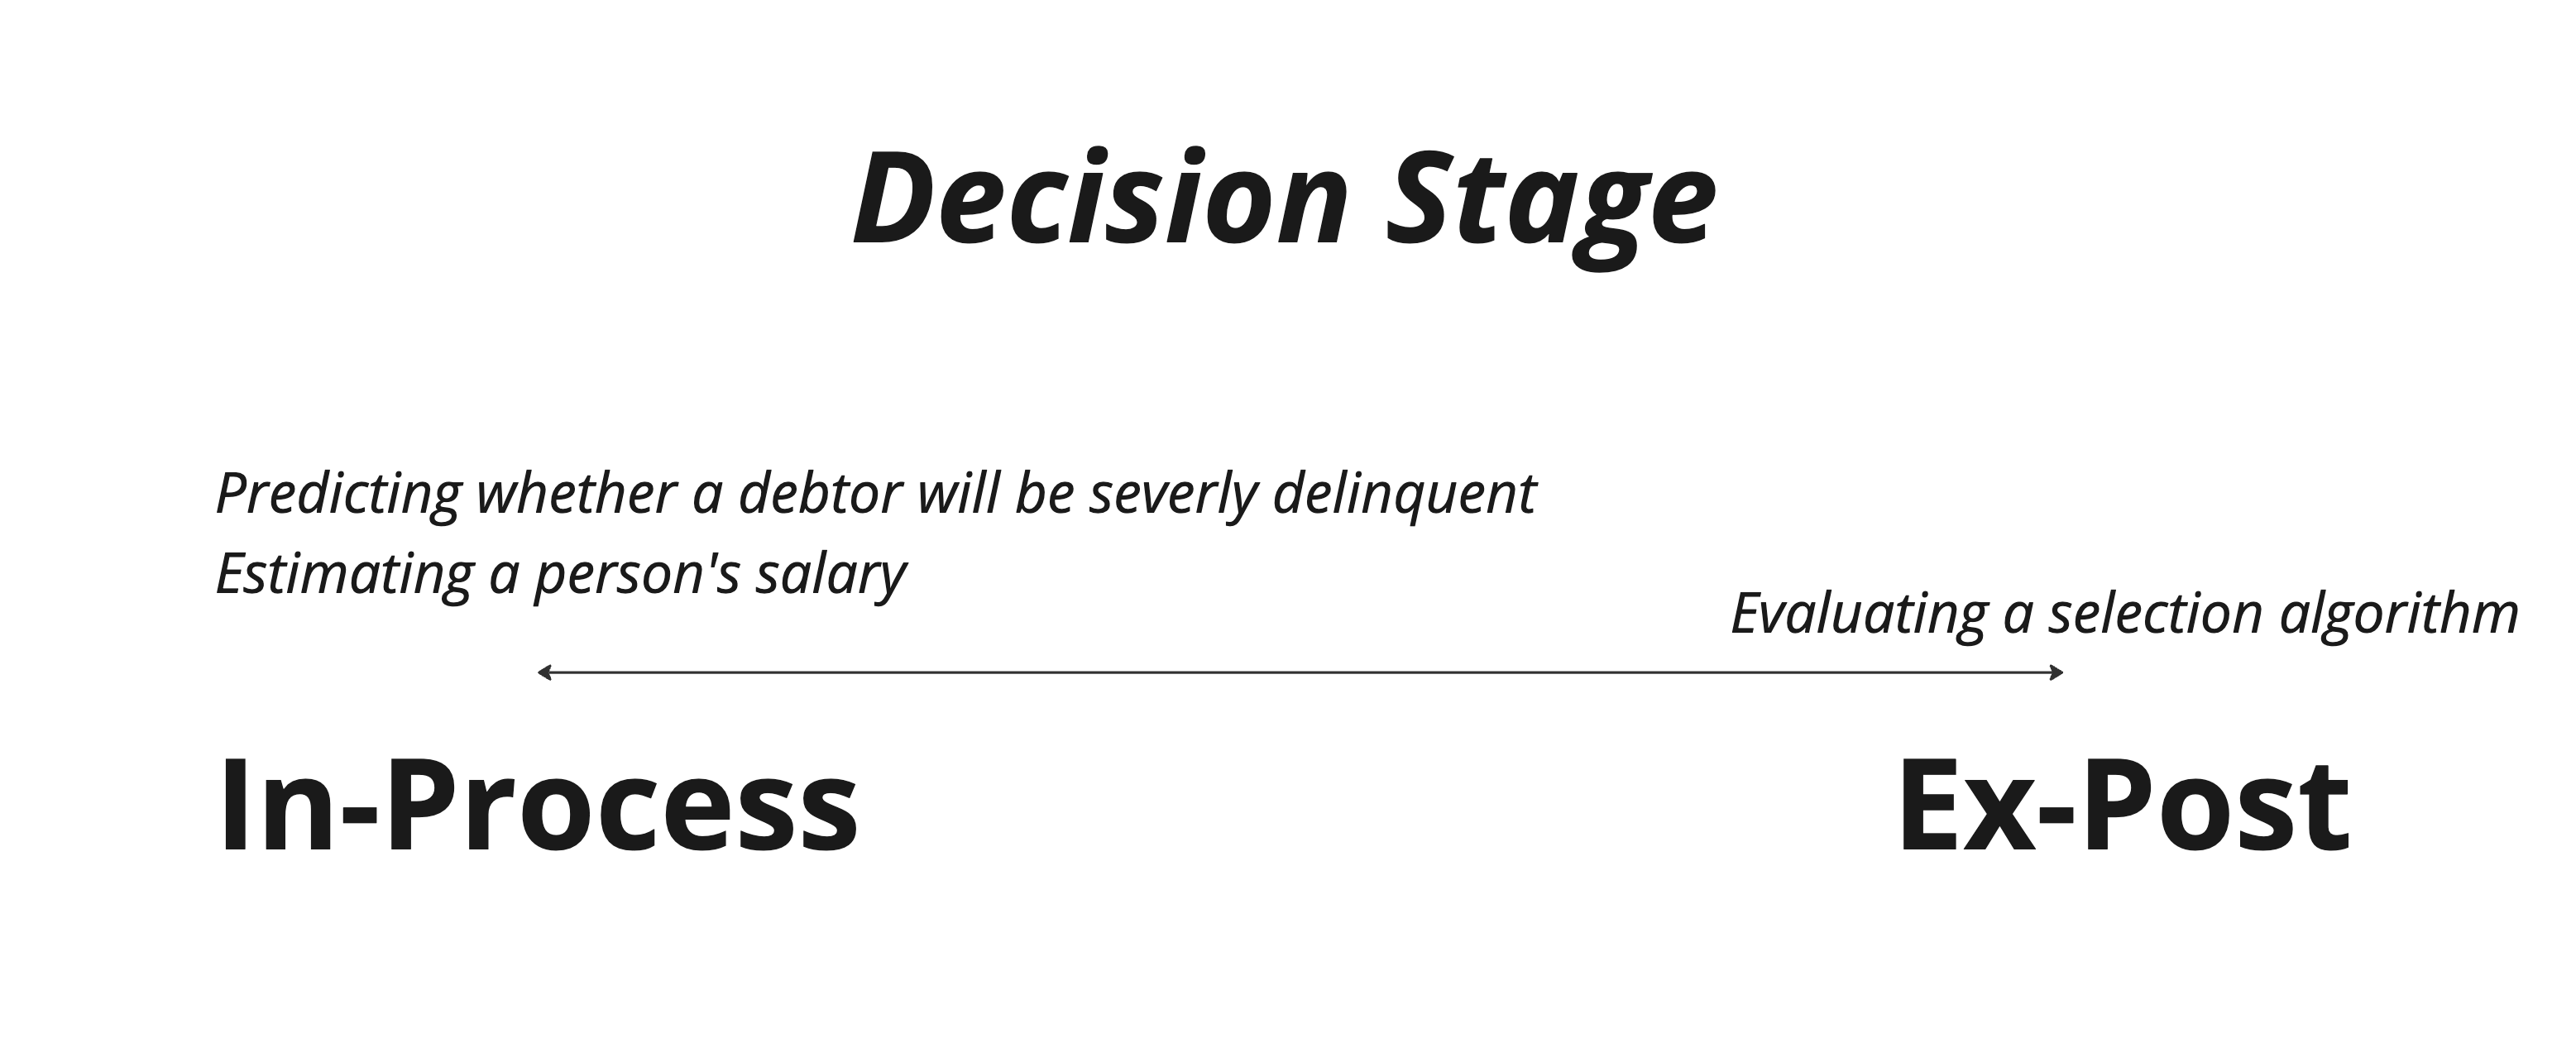 Decision Stage
Predicting whether a debtor will be severly delinquent
Estimating a person's salary
Evaluating a selection algorithm
In-Process
Ex-Post